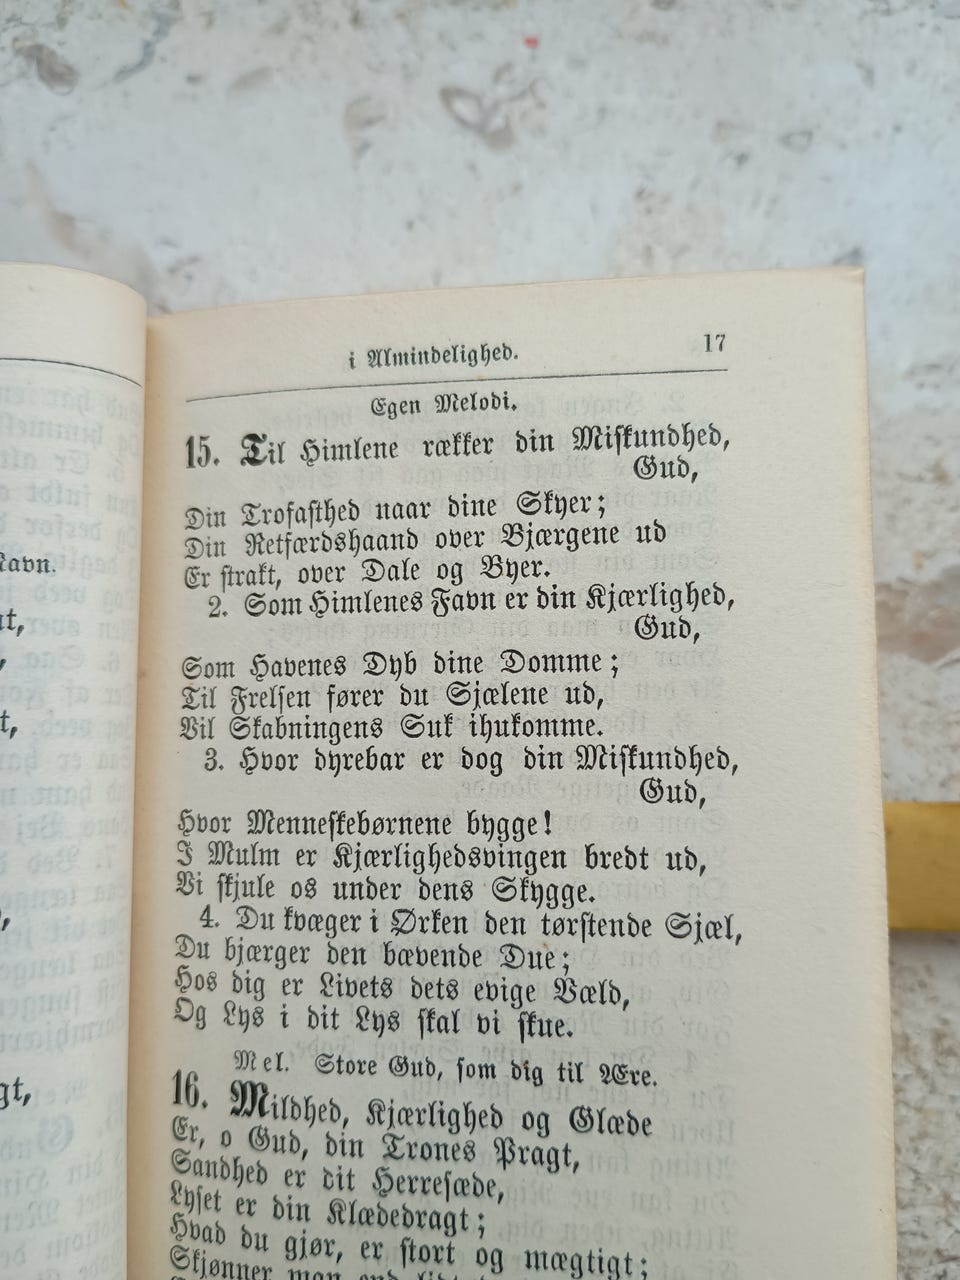 i Almindelighed. 17
Egen Melodi.
15. Til Himlene rækker din Miskundhed,
Gud,
Din Trofasthed naar dine Skyer;
Din Retfærdshaand over Bjærgene ud
Er strakt, over Dale og Byer.
2. Som Himlenes Favn er din Kjærlighed,
Gud,
Som Havenes Dyb dine Domme;
Til Frelsen fører du Sjælene ud,
Vil Skabningens Suk ihukomme.
3. Hvor dyrebar er dog din Miskundhed,
Gud,
Hvor Menneskebørnene bygge!
I Mulm er Kjærlighedsvingen bredt ud,
Vi skjule os under dens Skygge.
4. Du kvæger i Ørken den tørstende Sjæl,
Du bjærger den bævende Due;
Hos dig er Livets dets evige Væld,
Og Lys i dit Lys skal vi skue.
Mel. Store Gud, som dig til Ære.
16. Mildhed, Kjærlighed og Glæde
Er, o Gud, din Trones Pragt,
Sandhed er dit Herresæde,
Lyset er din Klædedragt;
Hvad du gjør, er stort og mægtigt;
Skjønner man end lidt